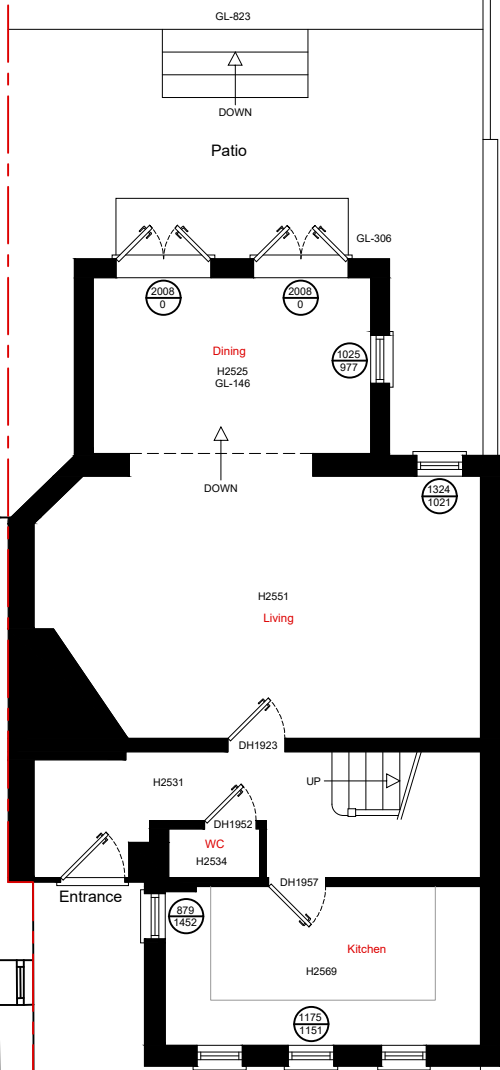 GL-823
DOWN
Patio
GL-306
2008
0
2008
0
Dining
H2525
GL-146
1025
977
DOWN
1324
1021
H2551
Living
DH1923
H2531
UP
DH1952
WC
H2534
DH1957
Entrance
879
1452
Kitchen
H2569
1175
1151